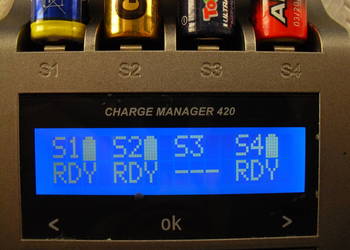 S1 S2 S3 S4
CHARGE MANAGER 420
S1 S2 S3 S4
RDY RDY --- RDY
< ok >